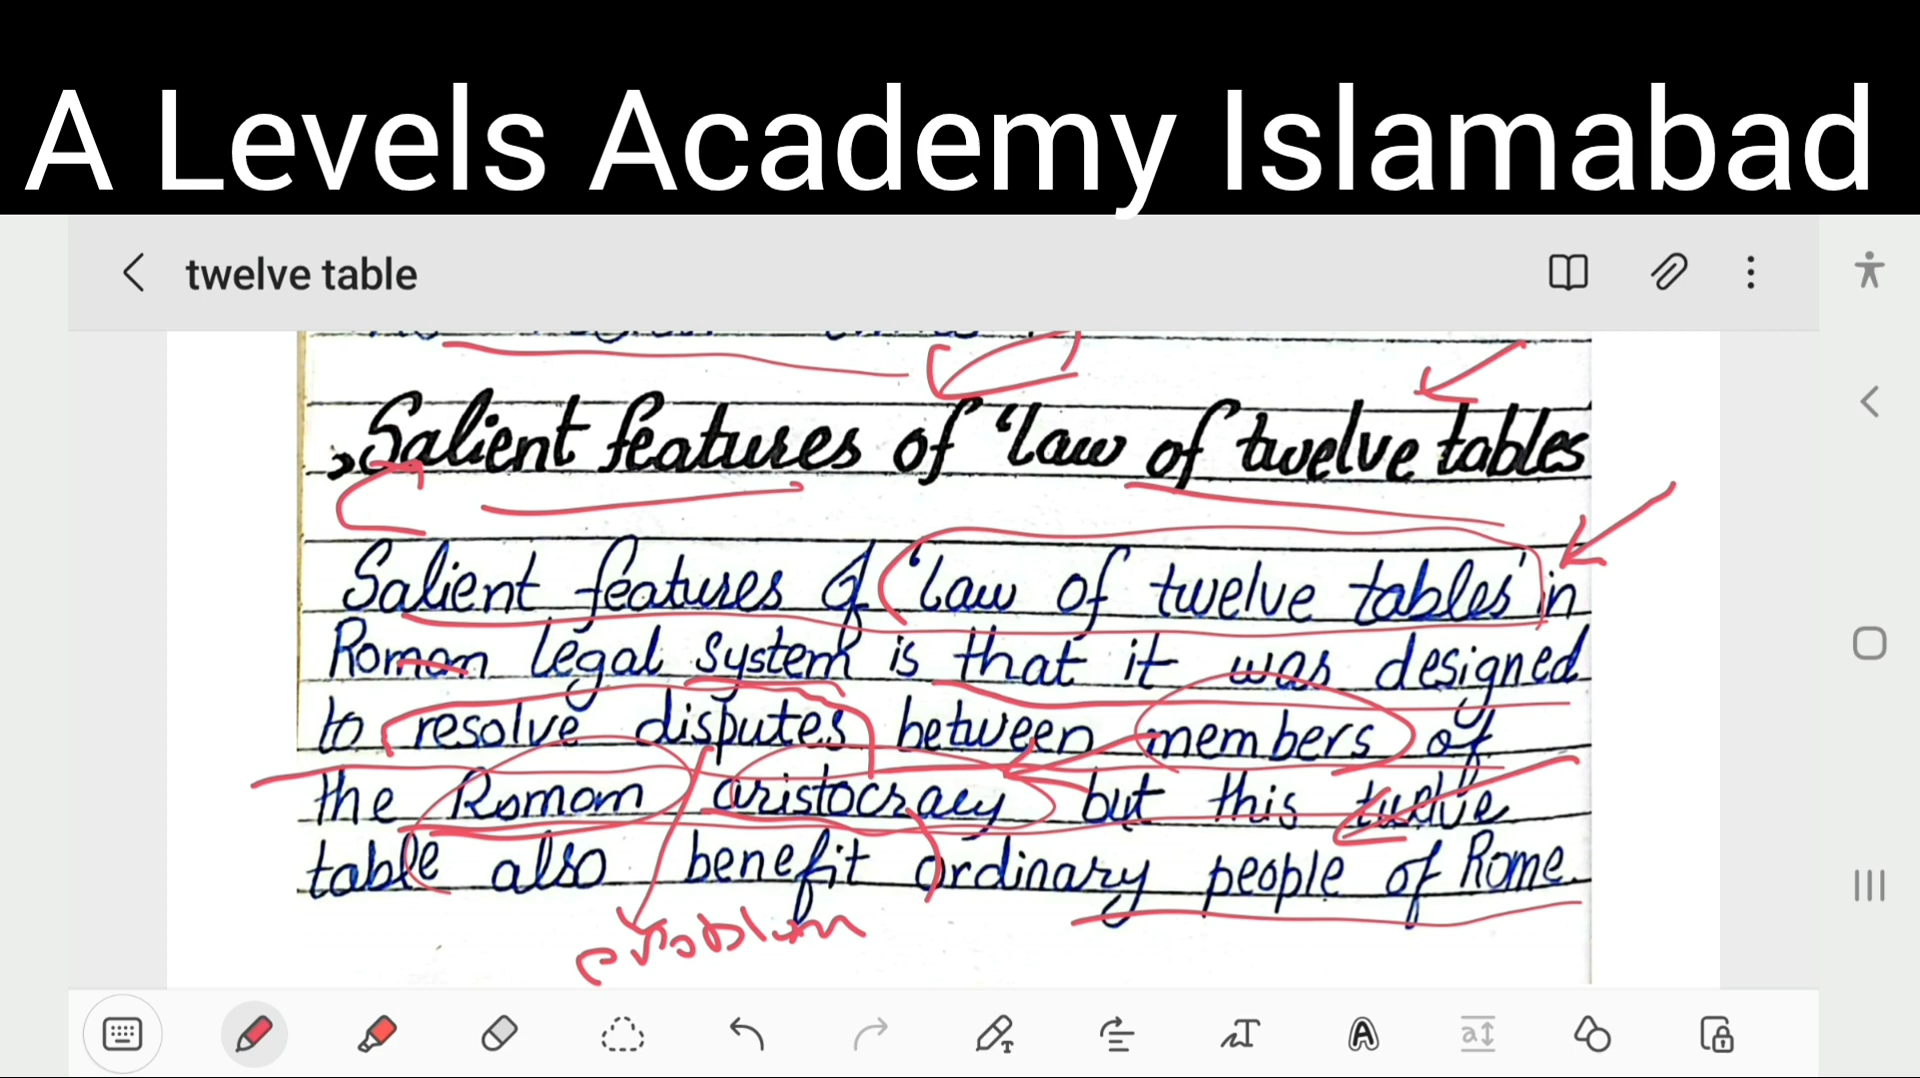 A Levels Academy Islamabad
twelve table
Salient features of 'law of twelve tables
Salient features of 'law of twelve tables' in
Roman legal system is that it was designed
to resolve disputes between members of
the Roman aristocracy but this twelve
table also benefit ordinary people of Rome.
problem